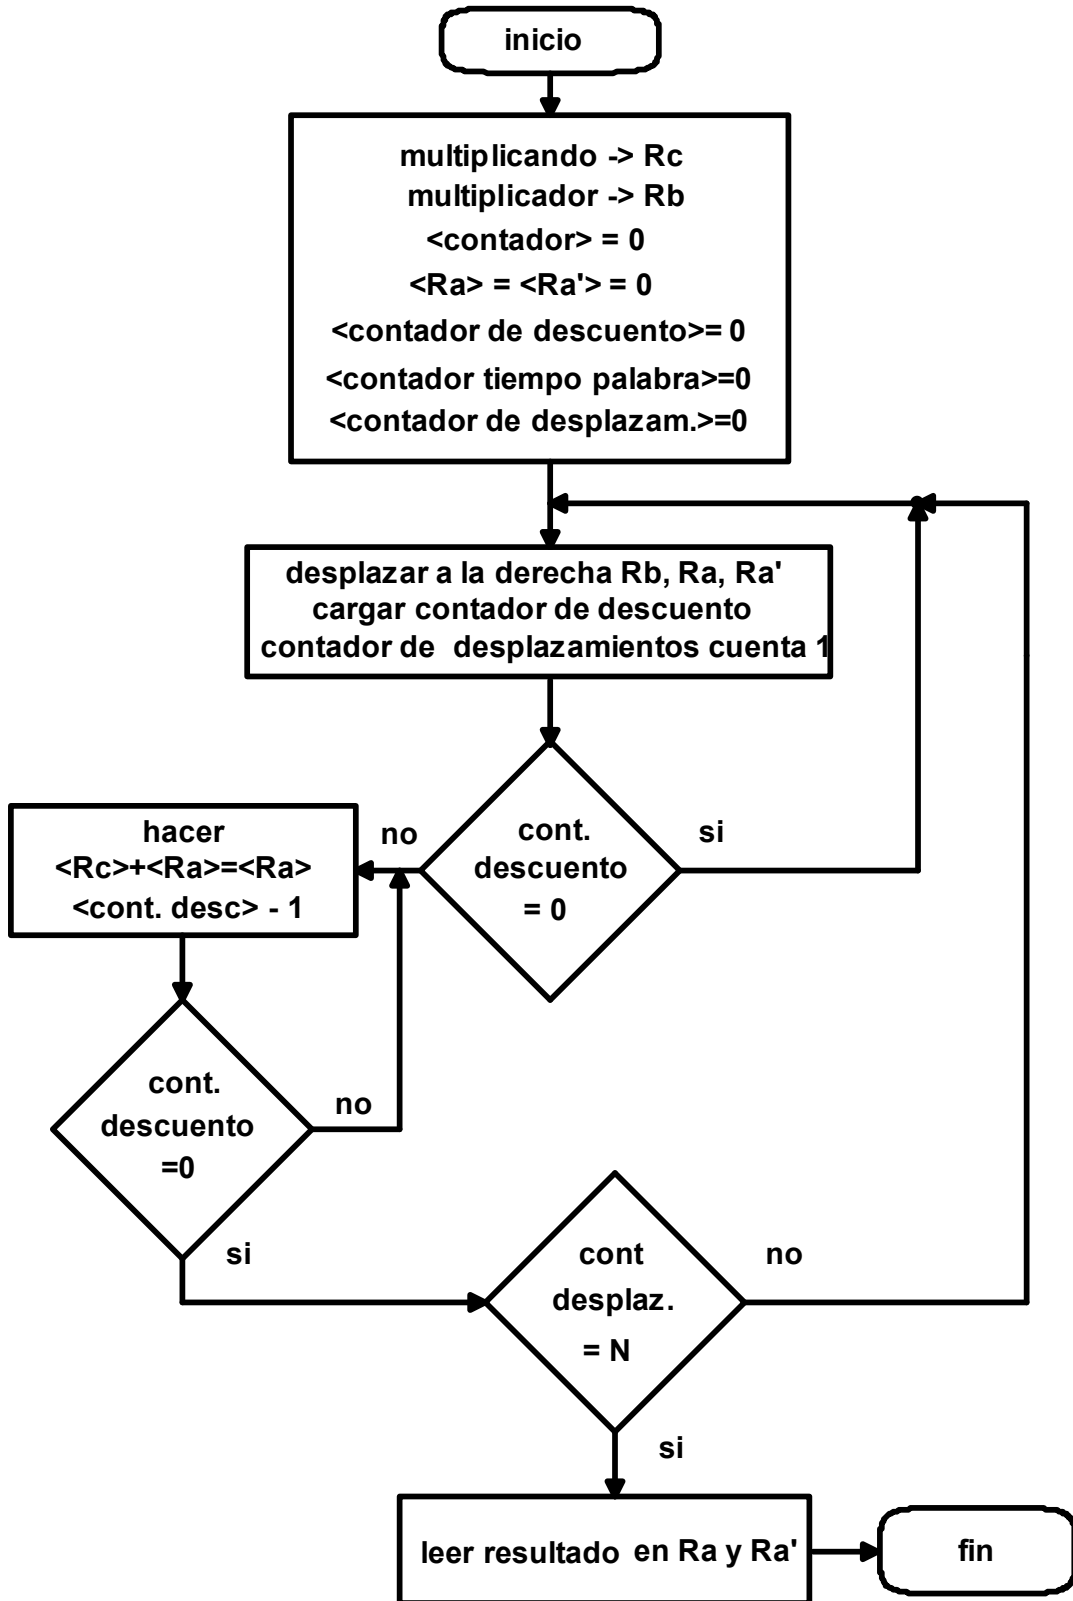 inicio
multiplicando -> Rc
multiplicador -> Rb
<contador> = 0
<Ra> = <Ra'> = 0
<contador de descuento>= 0
<contador tiempo palabra>=0
<contador de desplazam.>=0
desplazar a la derecha Rb, Ra, Ra'
cargar contador de descuento
contador de desplazamientos cuenta 1
cont.
descuento
= 0
no
si
hacer
<Rc>+<Ra>=<Ra>
<cont. desc> - 1
cont.
descuento
=0
no
si
cont
desplaz.
= N
no
si
leer resultado en Ra y Ra'
fin